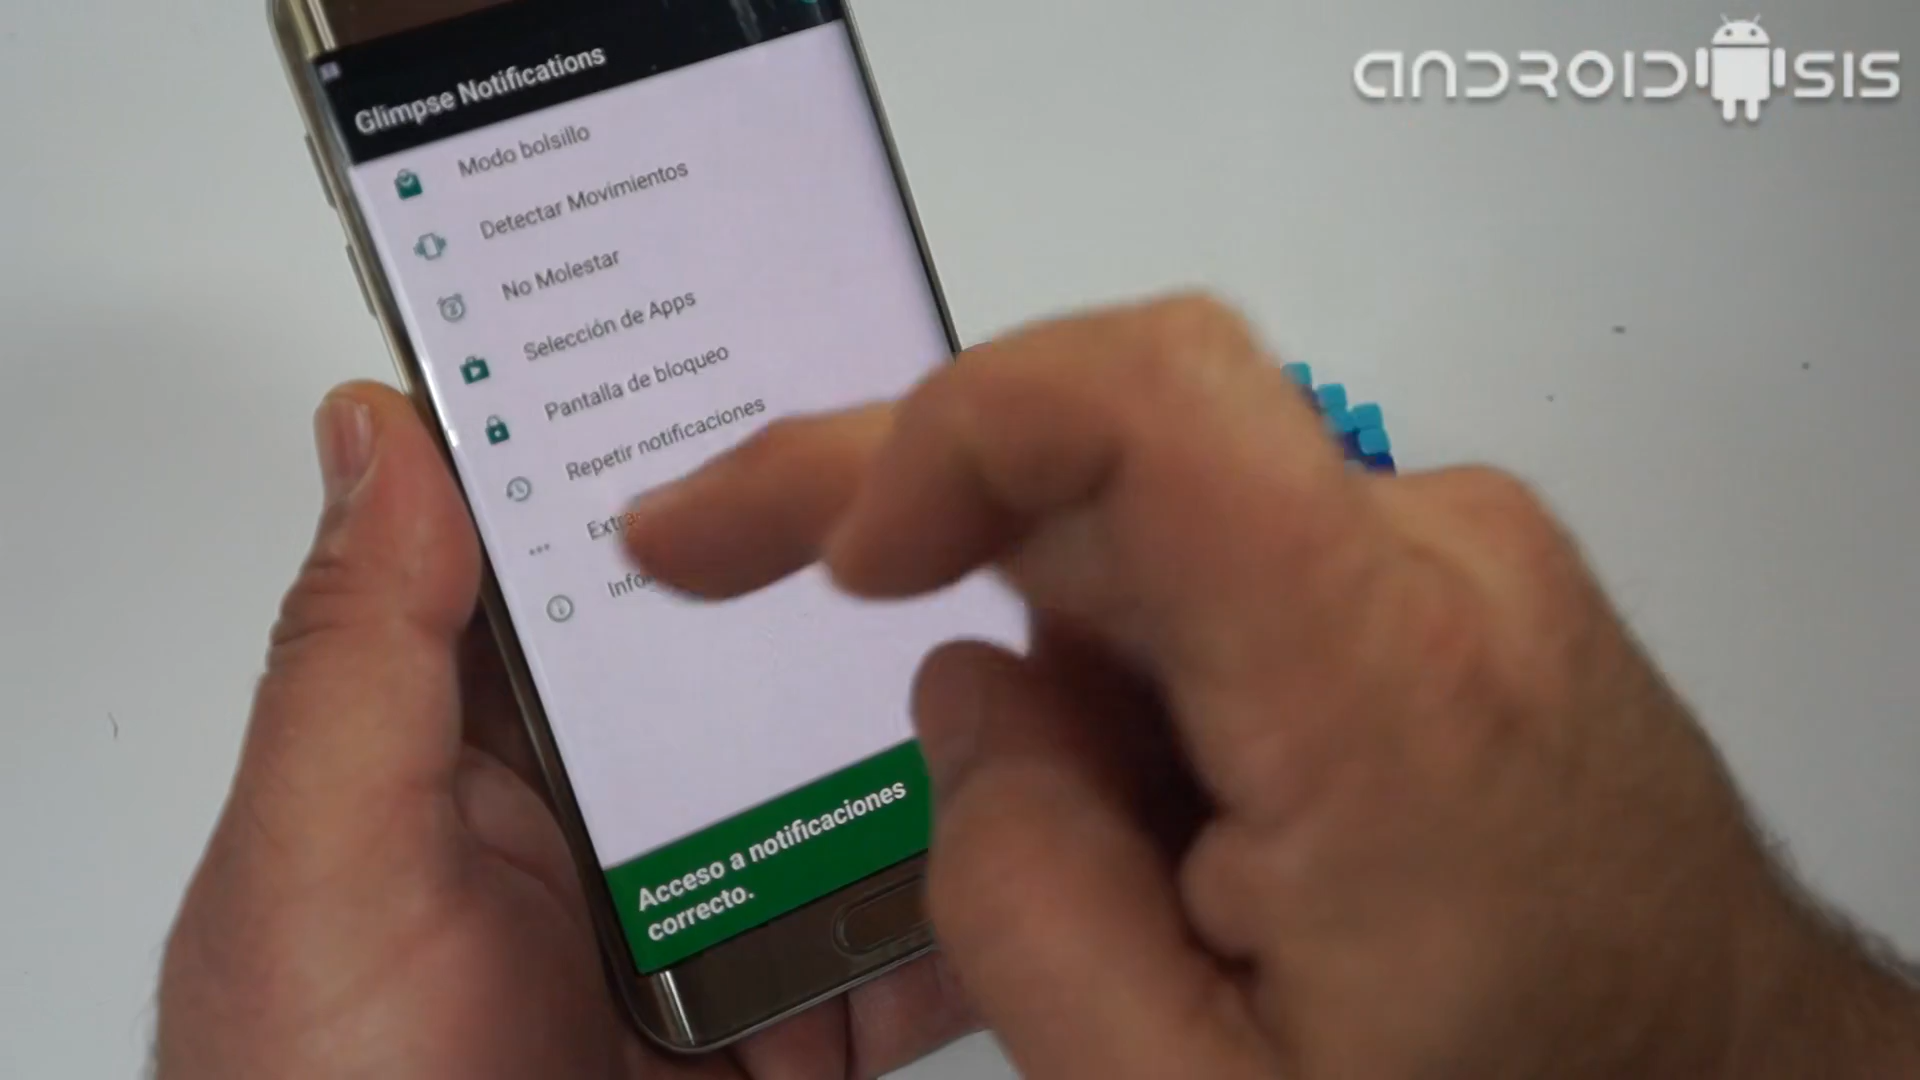 ANDROIDSIS
Glimpse Notifications
Modo bolsillo
Detectar Movimientos
No Molestar
Selección de Apps
Pantalla de bloqueo
Repetir notificaciones
Acceso a notificaciones
correcto.